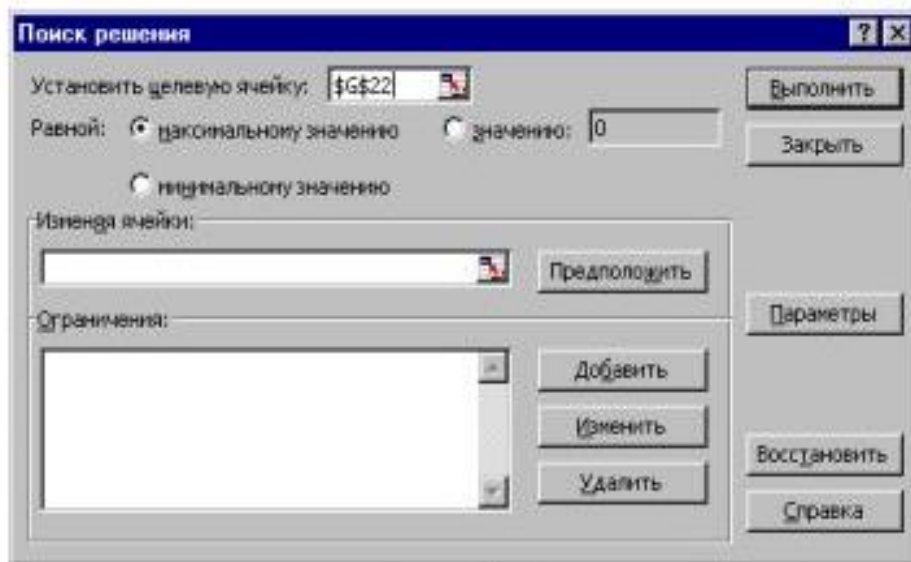 Поиск решения
Установить целевую ячейку: $G$22
Выполнить
Равной: максимальному значению значению: 0
Закрыть
минимальному значению
Изменяя ячейки:
Предположить
Ограничения:
Параметры
Добавить
Изменить
Удалить
Восстановить
Справка